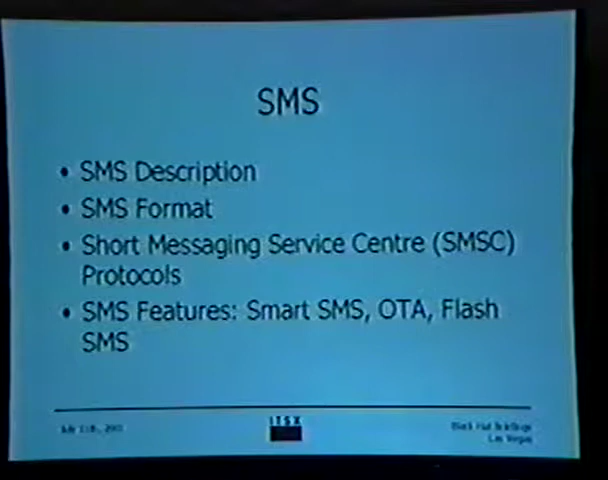 SMS
• SMS Description
• SMS Format
• Short Messaging Service Centre (SMSC)
Protocols
• SMS Features: Smart SMS, OTA, Flash
SMS
ITSX
Black Hat Briefings
Las Vegas